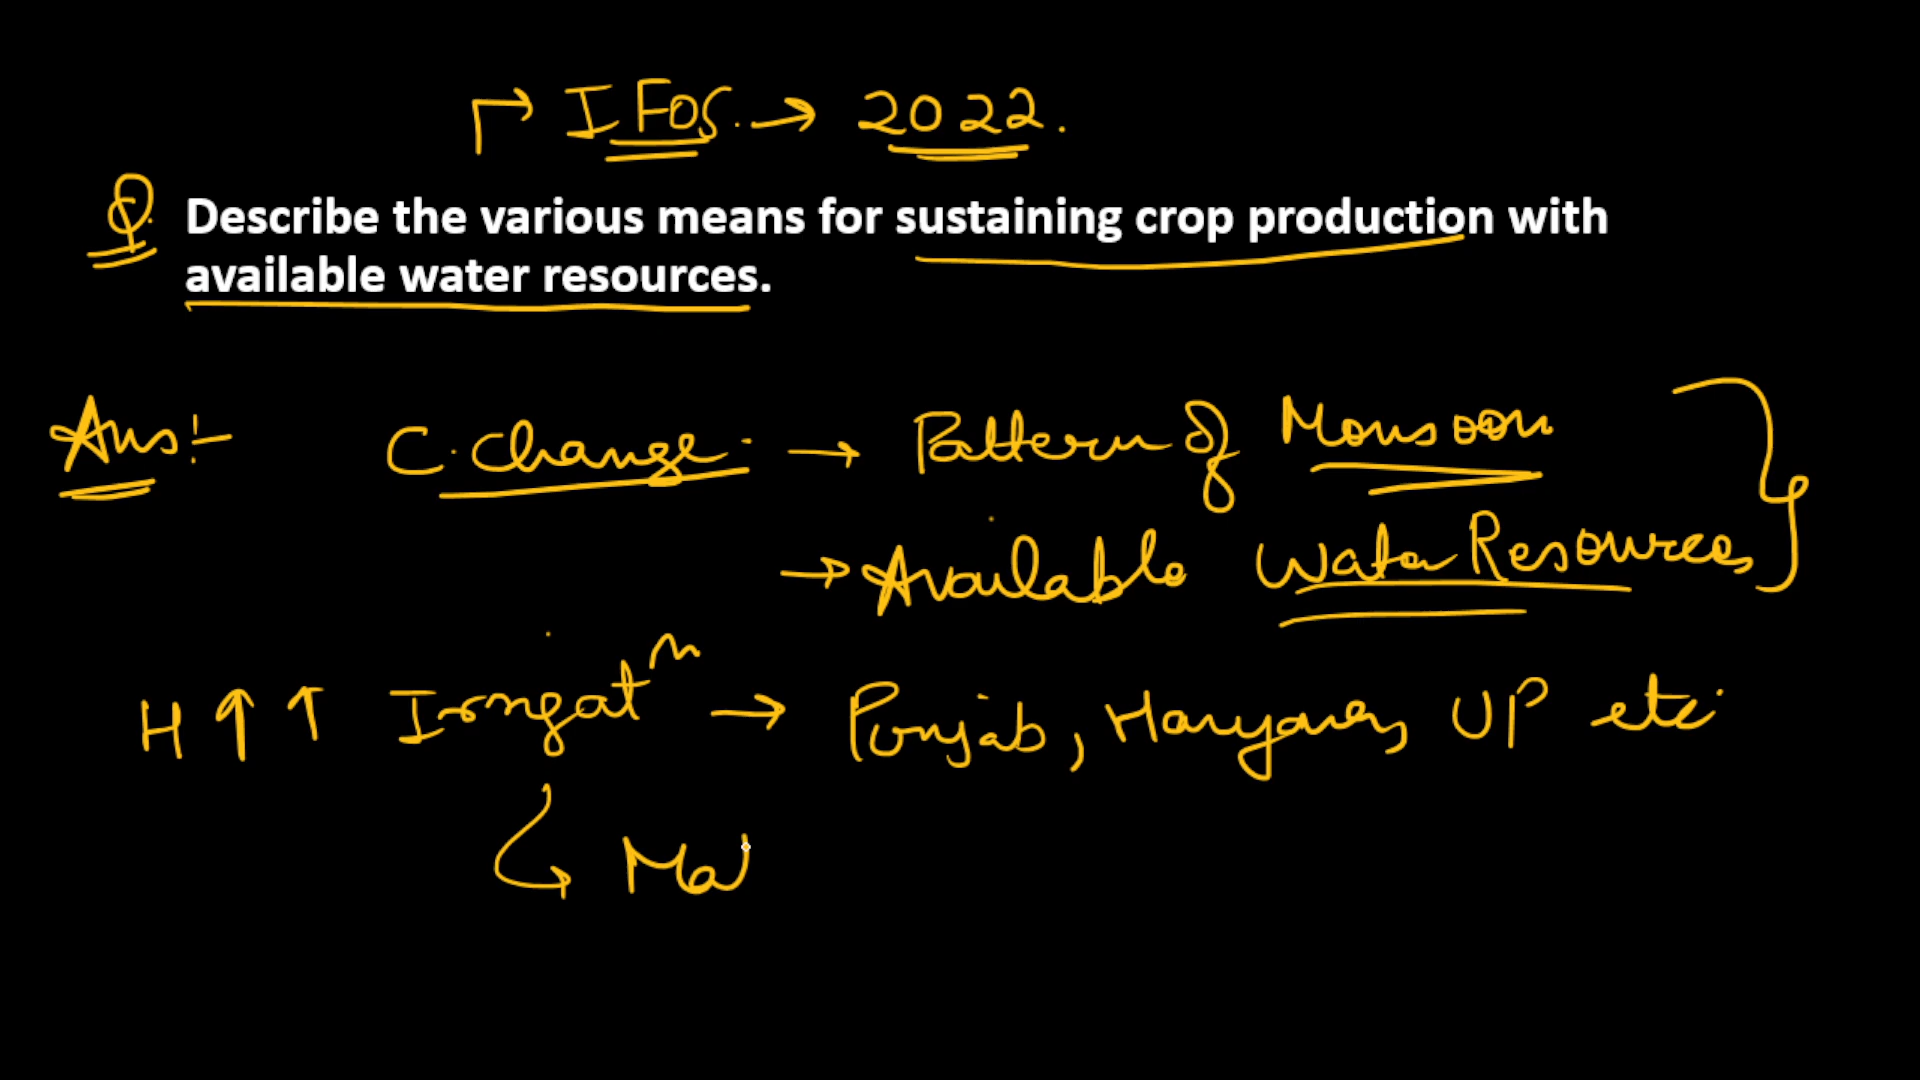 IFoS. → 2022.
Q. Describe the various means for sustaining crop production with
available water resources.
Ans:- C. Change. → Pattern of Monsoon
→ Available Water Resources
H ↑ ↑ Irrigatn → Punjab, Haryana, UP etc.